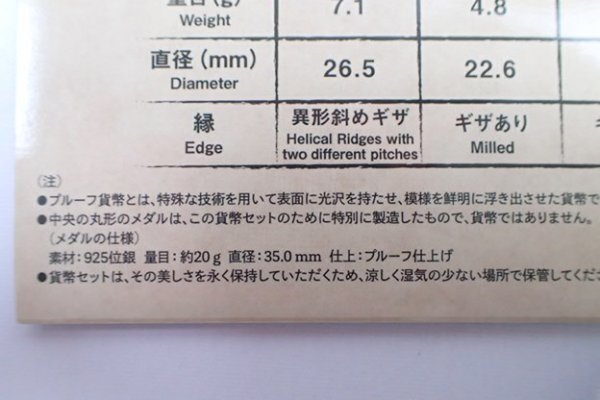 量目(g) 7.1 4.8
Weight
直径(mm) 26.5 22.6
Diameter
縁 異形斜めギザ ギザあり
Edge Helical Ridges with Milled
two different pitches
(注)
●プルーフ貨幣とは、特殊な技術を用いて表面に光沢を持たせ、模様を鮮明に浮き出させた貨幣で
●中央の丸形のメダルは、この貨幣セットのために特別に製造したもので、貨幣ではありません。
(メダルの仕様)
素材:925位銀 量目:約20g 直径:35.0mm 仕上:プルーフ仕上げ
●貨幣セットは、その美しさを永く保持していただくため、涼しく湿気の少ない場所で保管してくださ